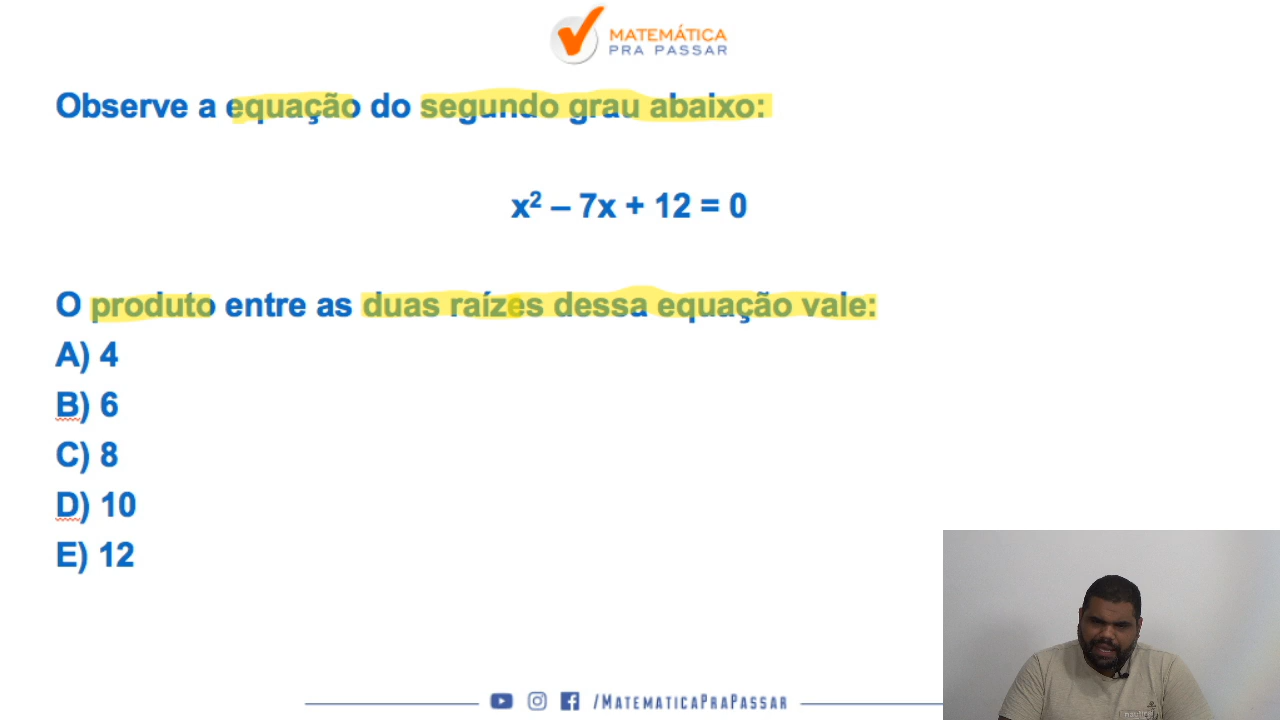 MATEMÁTICA
PRA PASSAR
Observe a equação do segundo grau abaixo:
x² – 7x + 12 = 0
O produto entre as duas raízes dessa equação vale:
A) 4
B) 6
C) 8
D) 10
E) 12
/MATEMATICAPRAPASSAR